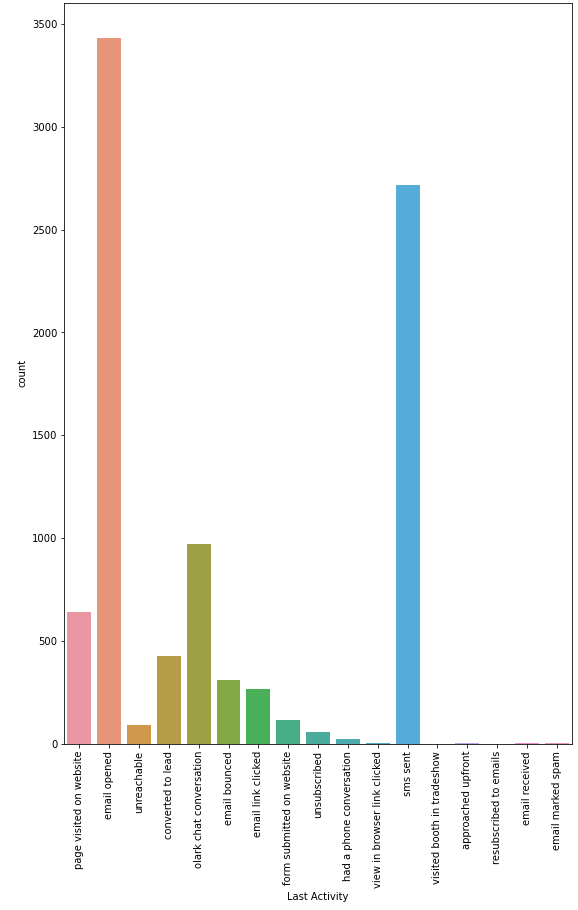 3500
3000
2500
2000
1500
1000
500
0
count
page visited on website
email opened
unreachable
converted to lead
olark chat conversation
email bounced
email link clicked
form submitted on website
unsubscribed
had a phone conversation
view in browser link clicked
sms sent
visited booth in tradeshow
approached upfront
resubscribed to emails
email received
email marked spam
Last Activity